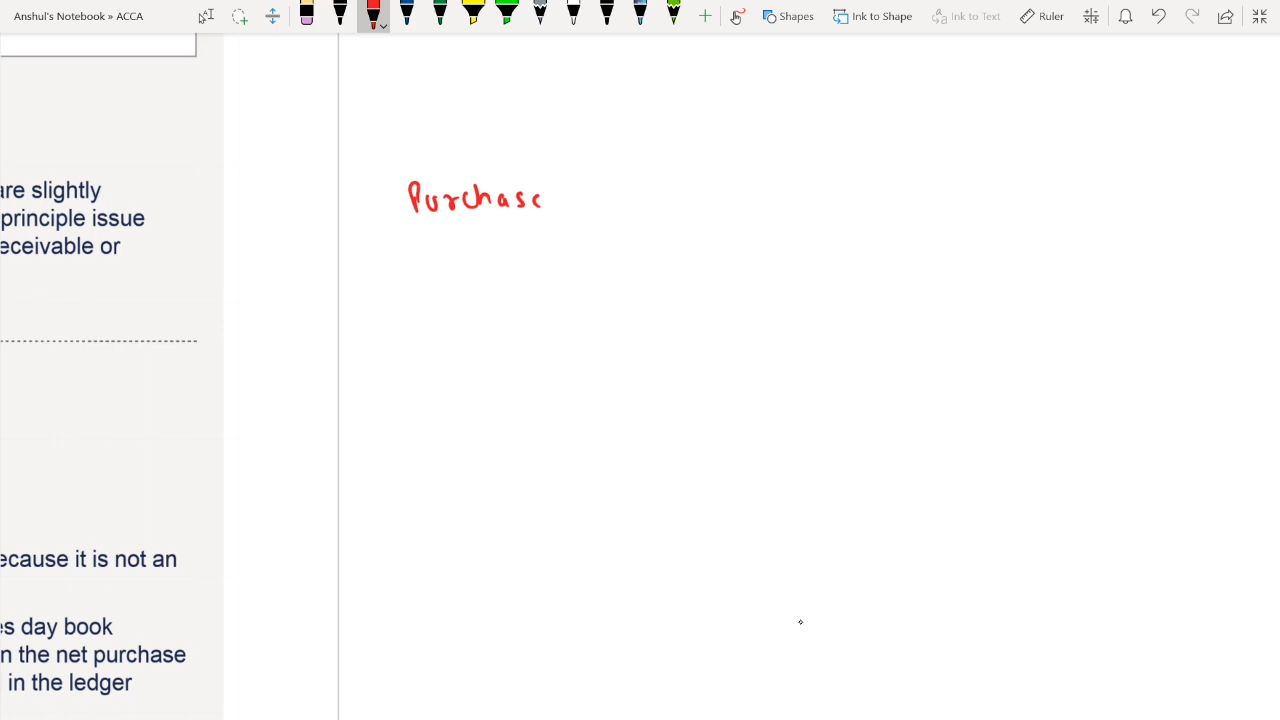 Anshul's Notebook » ACCA
Shapes
Ink to Shape
Ink to Text
Ruler
are slightly
principle issue
eceivable or
ecause it is not an
es day book
n the net purchase
in the ledger
Purchase